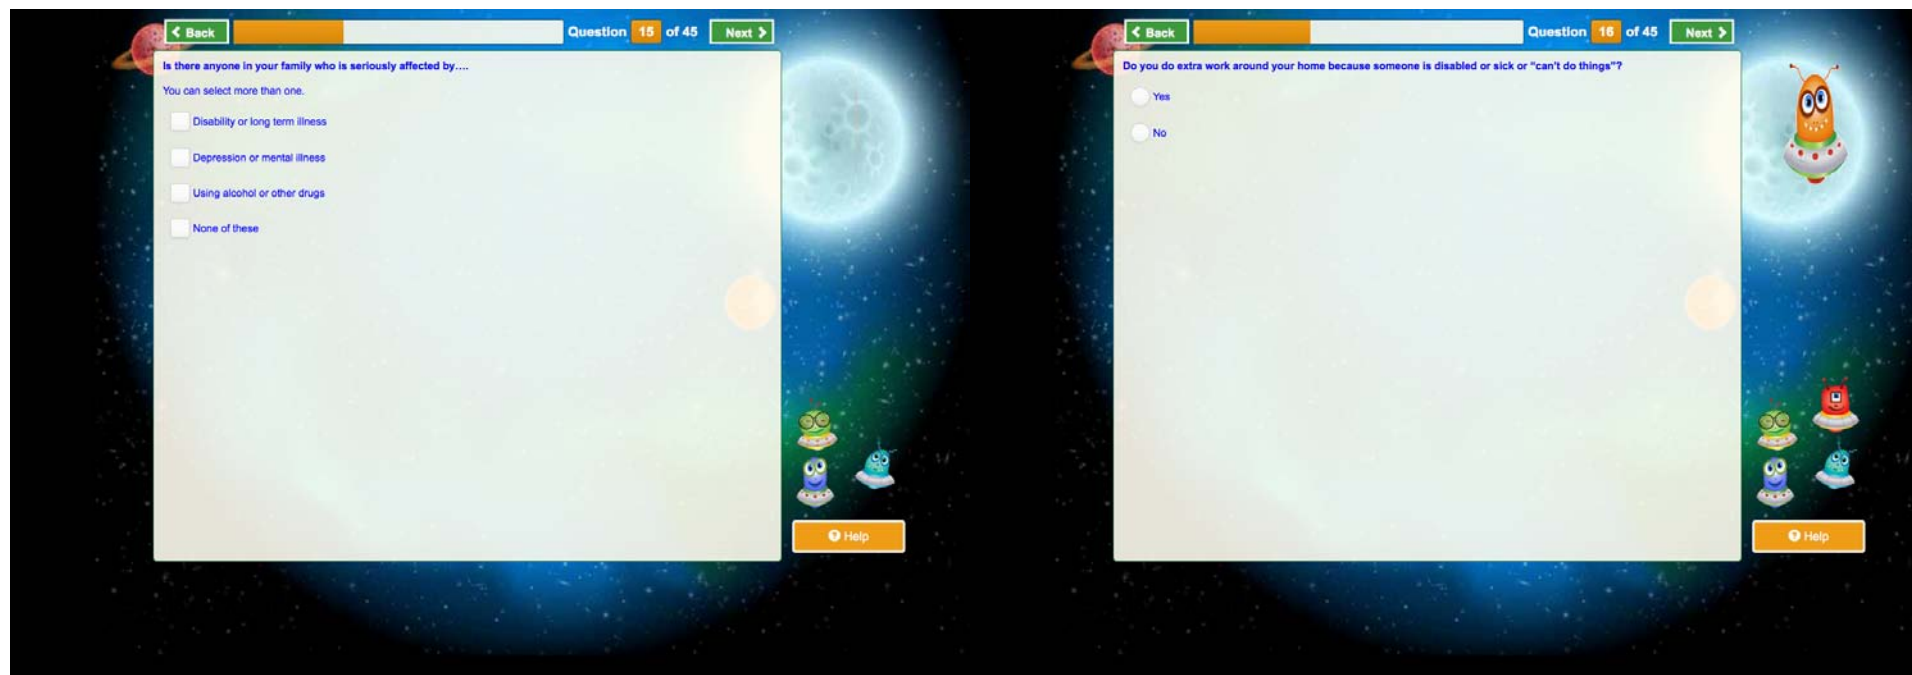 Back
Question 15 of 45
Next
Is there anyone in your family who is seriously affected by....
You can select more than one.
Disability or long term illness
Depression or mental illness
Using alcohol or other drugs
None of these
Help
Back
Question 16 of 45
Next
Do you do extra work around your home because someone is disabled or sick or “can’t do things”?
Yes
No
Help